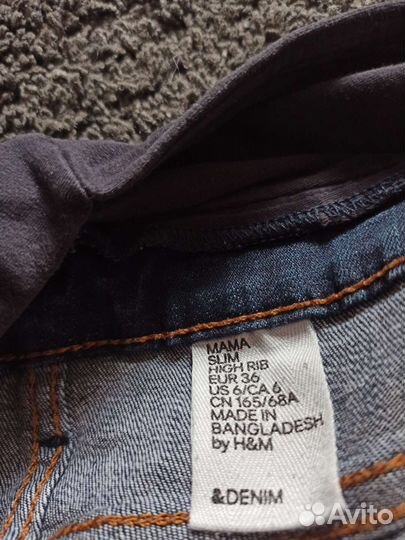 MAMA
SLIM
HIGH RIB
EUR 36
US 6/CA 6
CN 165/68A
MADE IN
BANGLADESH
by H&M
&DENIM
Avito